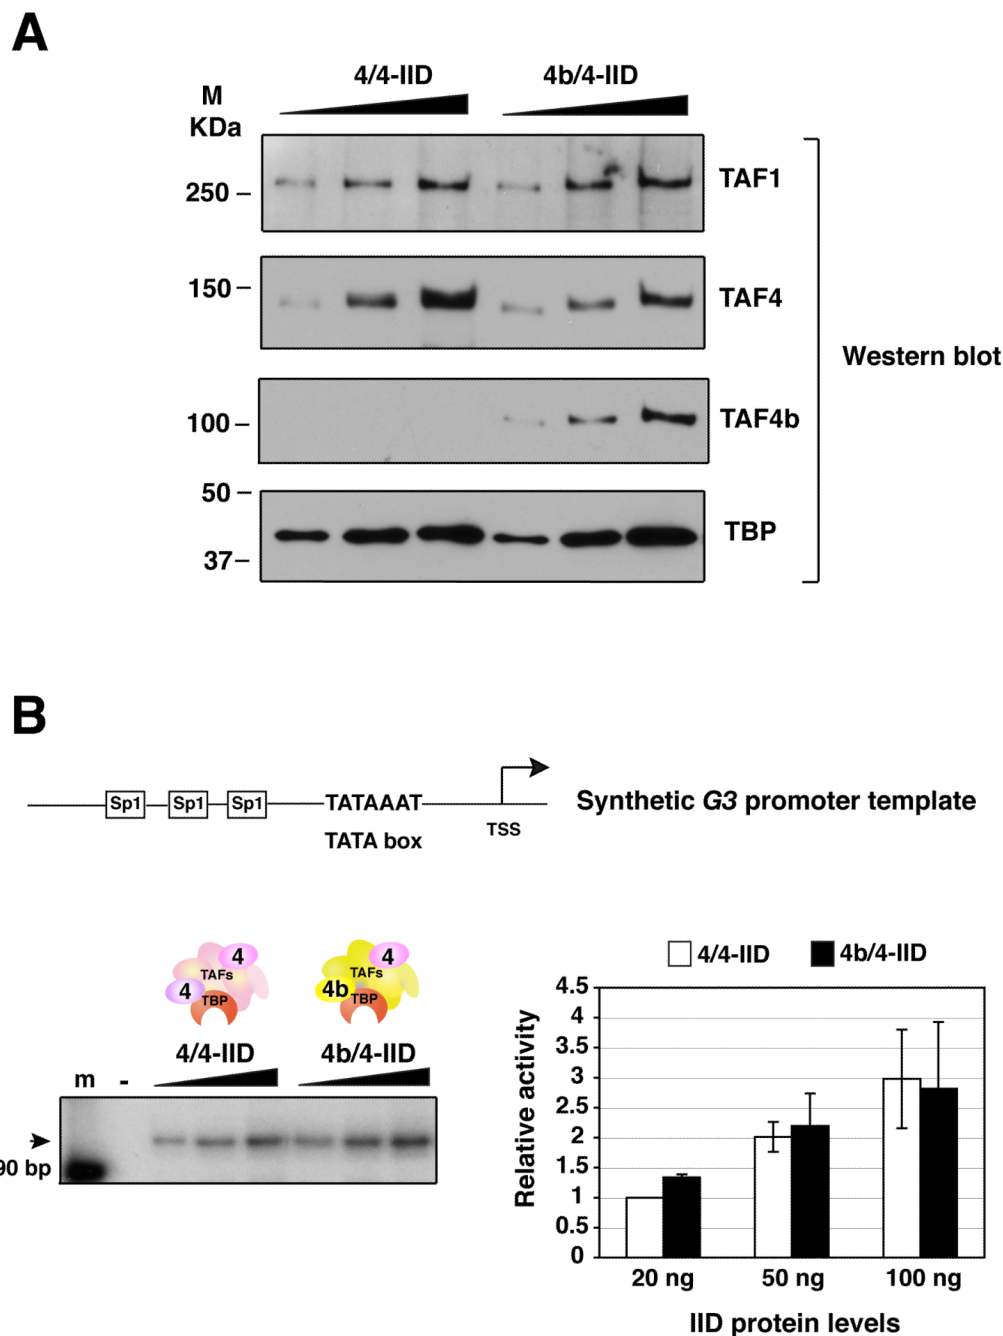 A
4/4-IID 4b/4-IID
M
KDa
250 TAF1
150 TAF4
100 TAF4b
50
37 TBP
Western blot
B
Sp1 Sp1 Sp1 TATAAAT
TATA box
TSS
Synthetic G3 promoter template
4 TAFs 4 TBP
4 TAFs 4b TBP
4/4-IID 4b/4-IID
m -
90 bp
4/4-IID 4b/4-IID
Relative activity
4.5
4
3.5
3
2.5
2
1.5
1
0.5
0
20 ng 50 ng 100 ng
IID protein levels